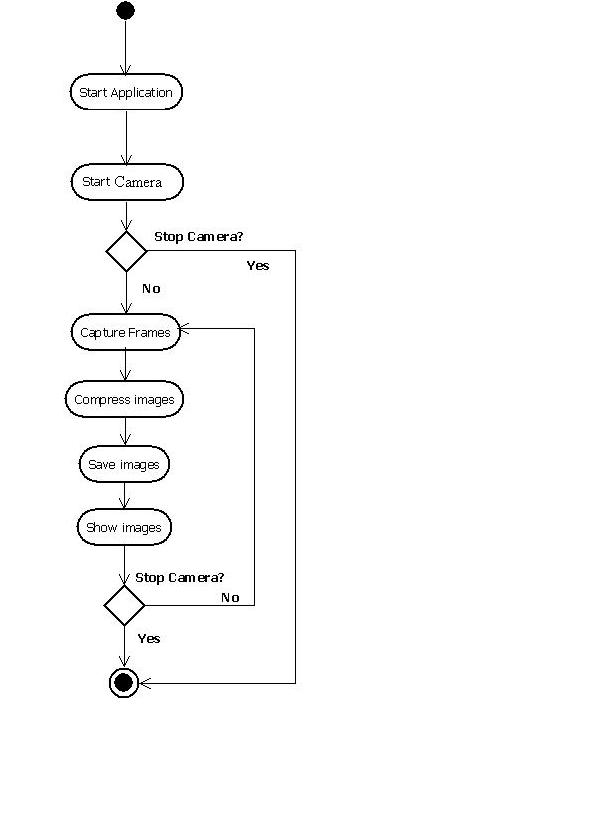 Start Application
Start Camera
Stop Camera?
Yes
No
Capture Frames
Compress images
Save images
Show images
Stop Camera?
No
Yes